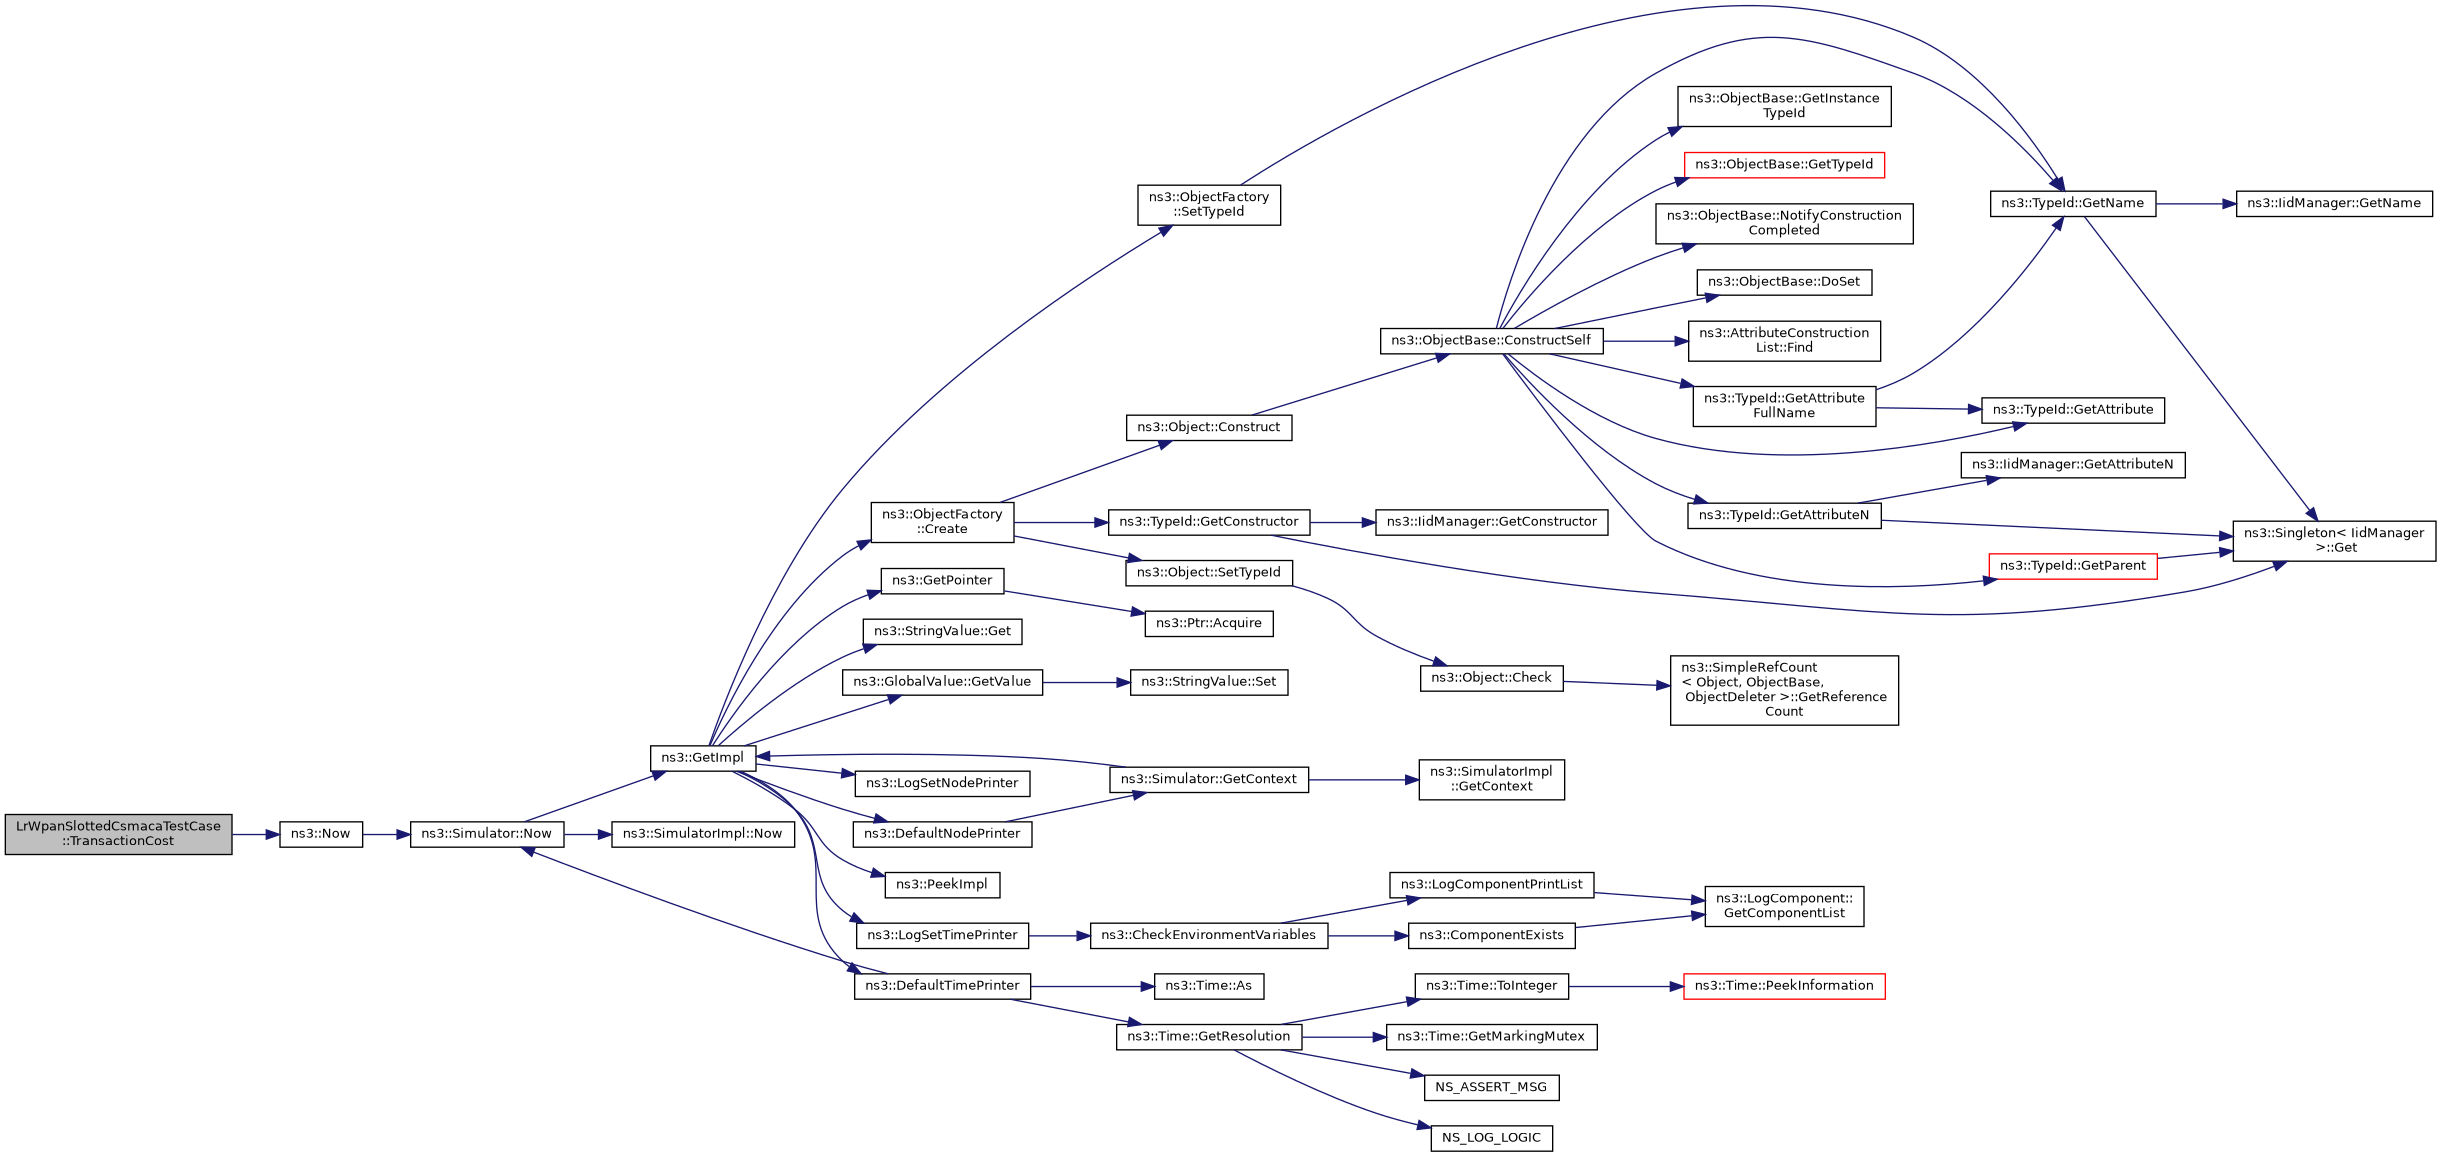 LrWpanSlottedCsmacaTestCase
::TransactionCost
ns3::Now
ns3::Simulator::Now
ns3::GetImpl
ns3::SimulatorImpl::Now
ns3::ObjectFactory
::Create
ns3::GetPointer
ns3::StringValue::Get
ns3::GlobalValue::GetValue
ns3::LogSetNodePrinter
ns3::DefaultNodePrinter
ns3::PeekImpl
ns3::LogSetTimePrinter
ns3::DefaultTimePrinter
ns3::ObjectFactory
::SetTypeId
ns3::Object::Construct
ns3::TypeId::GetConstructor
ns3::Object::SetTypeId
ns3::Ptr::Acquire
ns3::StringValue::Set
ns3::Simulator::GetContext
ns3::CheckEnvironmentVariables
ns3::Time::As
ns3::Time::GetResolution
ns3::ObjectBase::ConstructSelf
ns3::IidManager::GetConstructor
ns3::Object::Check
ns3::SimulatorImpl
::GetContext
ns3::LogComponentPrintList
ns3::ComponentExists
ns3::Time::ToInteger
ns3::Time::GetMarkingMutex
NS_ASSERT_MSG
NS_LOG_LOGIC
ns3::ObjectBase::GetInstance
TypeId
ns3::ObjectBase::GetTypeId
ns3::ObjectBase::NotifyConstruction
Completed
ns3::ObjectBase::DoSet
ns3::AttributeConstruction
List::Find
ns3::TypeId::GetAttribute
FullName
ns3::TypeId::GetAttributeN
ns3::SimpleRefCount
< Object, ObjectBase,
ObjectDeleter >::GetReference
Count
ns3::LogComponent::
GetComponentList
ns3::Time::PeekInformation
ns3::TypeId::GetName
ns3::TypeId::GetAttribute
ns3::IidManager::GetAttributeN
ns3::TypeId::GetParent
ns3::IidManager::GetName
ns3::Singleton< IidManager
>::Get